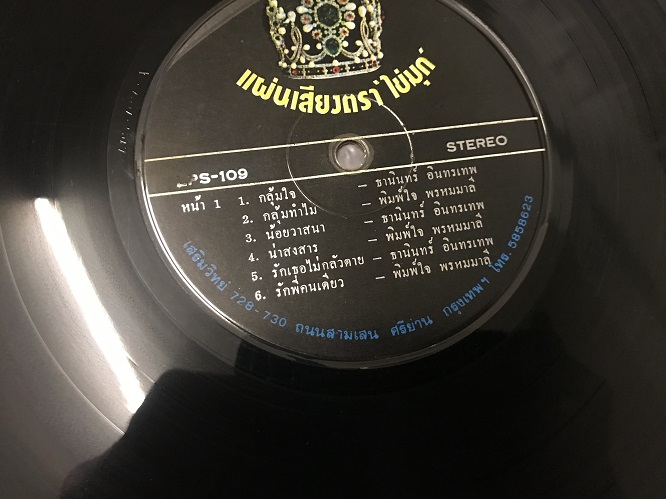 แผ่นเสียงตรา ไข่มุกด์
STEREO
LPS-109
หน้า 1 1. กลุ้มใจ – ธานินทร์ อินทรเทพ
2. กลุ้มทำไม – พิมพ์ใจ พรหมมาลี
3. น้อยวาสนา – ธานินทร์ อินทรเทพ
4. น่าสงสาร – พิมพ์ใจ พรหมมาลี
5. รักเธอไม่กลัวตาย – ธานินทร์ อินทรเทพ
6. รักพี่คนเดียว – พิมพ์ใจ พรหมมาลี
เสริมวิทย์ 728-730 ถนนสามเสน ศรีย่าน กรุงเทพฯ โทร. 5858623